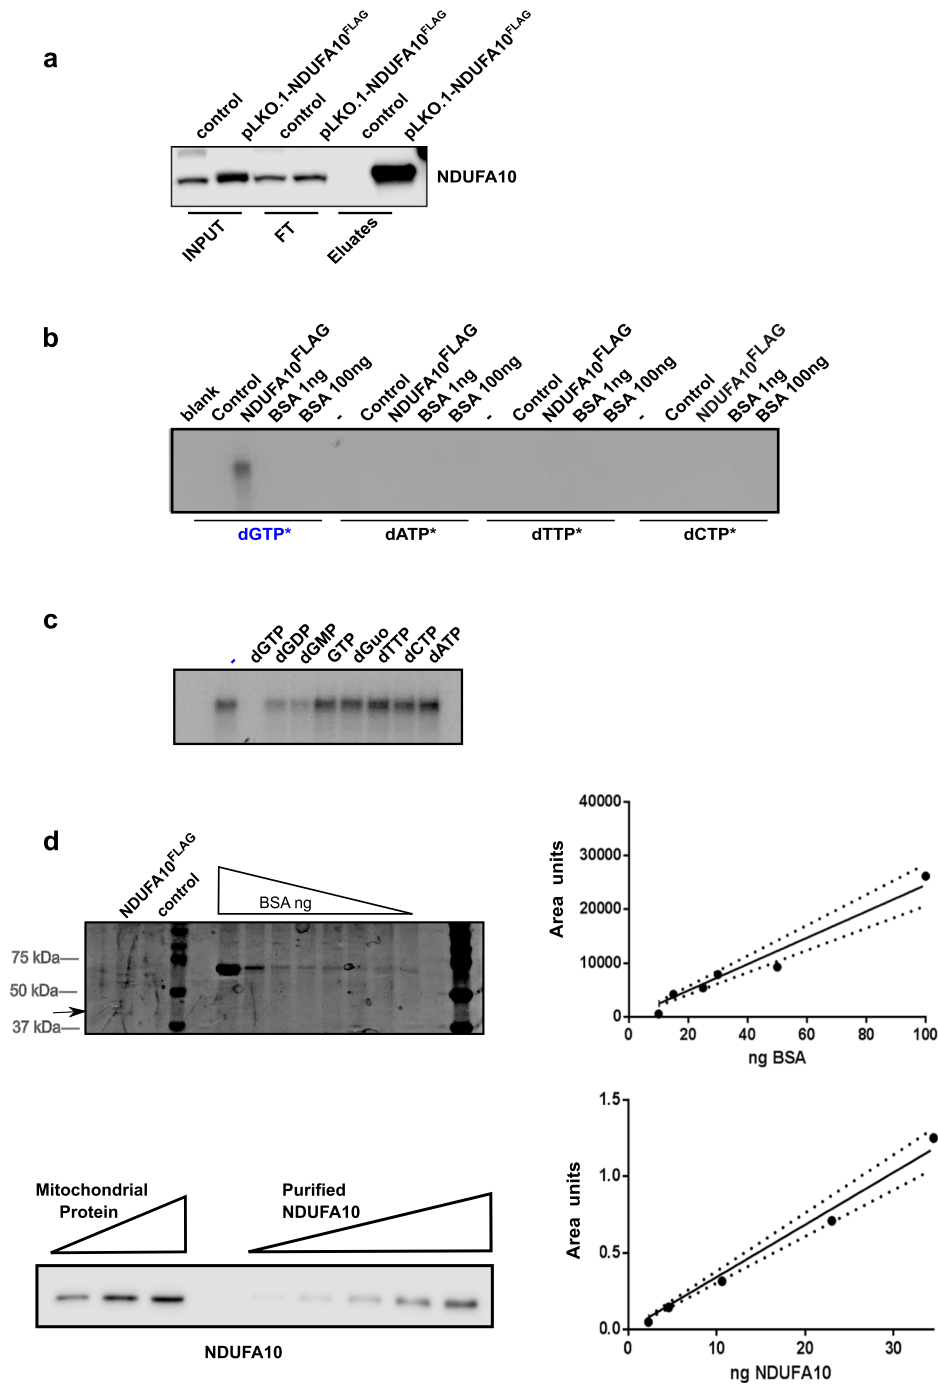 a
control
pLKO.1-NDUFA10FLAG
control
pLKO.1-NDUFA10FLAG
control
pLKO.1-NDUFA10FLAG
NDUFA10
INPUT
FT
Eluates
b
blank
Control
NDUFA10FLAG
BSA 1ng
BSA 100ng
-
Control
NDUFA10FLAG
BSA 1ng
BSA 100ng
-
Control
NDUFA10FLAG
BSA 1ng
BSA 100ng
-
Control
NDUFA10FLAG
BSA 1ng
BSA 100ng
dGTP*
dATP*
dTTP*
dCTP*
c
-
dGTP
dGDP
dGMP
GTP
dGuo
dTTP
dCTP
dATP
d
NDUFA10FLAG
control
BSA ng
75 kDa
50 kDa
37 kDa
Area units
40000
30000
20000
10000
0
0 20 40 60 80 100
ng BSA
Mitochondrial
Protein
Purified
NDUFA10
NDUFA10
Area units
1.5
1.0
0.5
0.0
0 10 20 30
ng NDUFA10